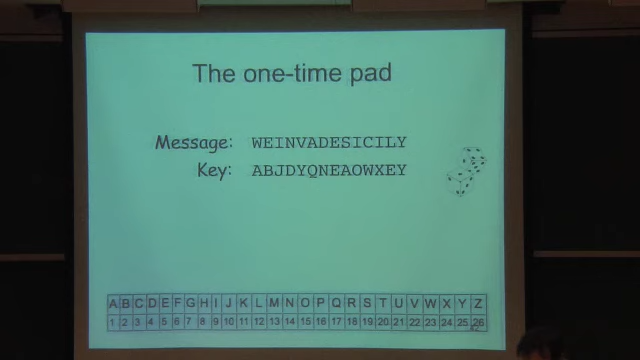 The one-time pad
Message: WEINVADESICILY
Key: ABJDYQNEAOWXEY
A B C D E F G H I J K L M N O P Q R S T U V W X Y Z
1 2 3 4 5 6 7 8 9 10 11 12 13 14 15 16 17 18 19 20 21 22 23 24 25 26